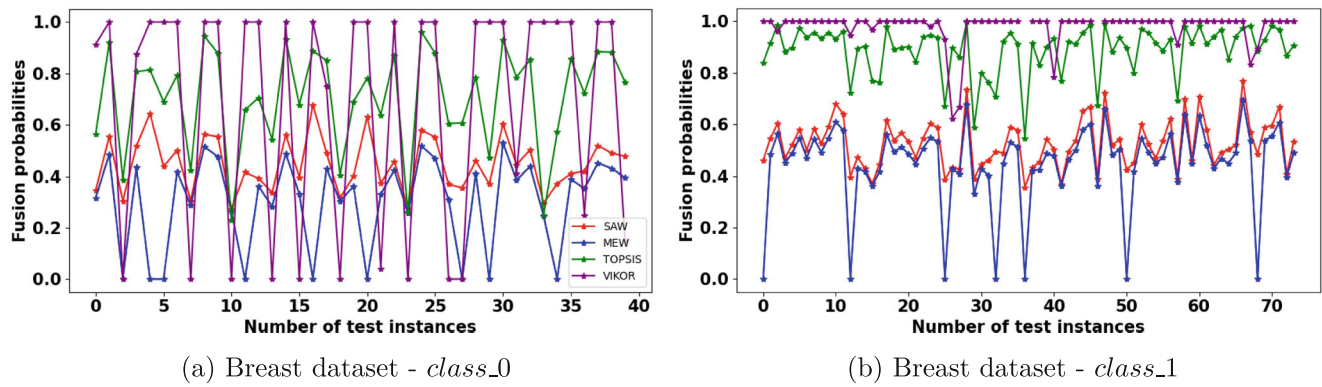 Fusion probabilities
1.0
0.8
0.6
0.4
0.2
0.0
0 5 10 15 20 25 30 35 40
Number of test instances
SAW
MEW
TOPSIS
VIKOR
(a) Breast dataset - class_0
Fusion probabilities
1.0
0.8
0.6
0.4
0.2
0.0
0 10 20 30 40 50 60 70
Number of test instances
(b) Breast dataset - class_1